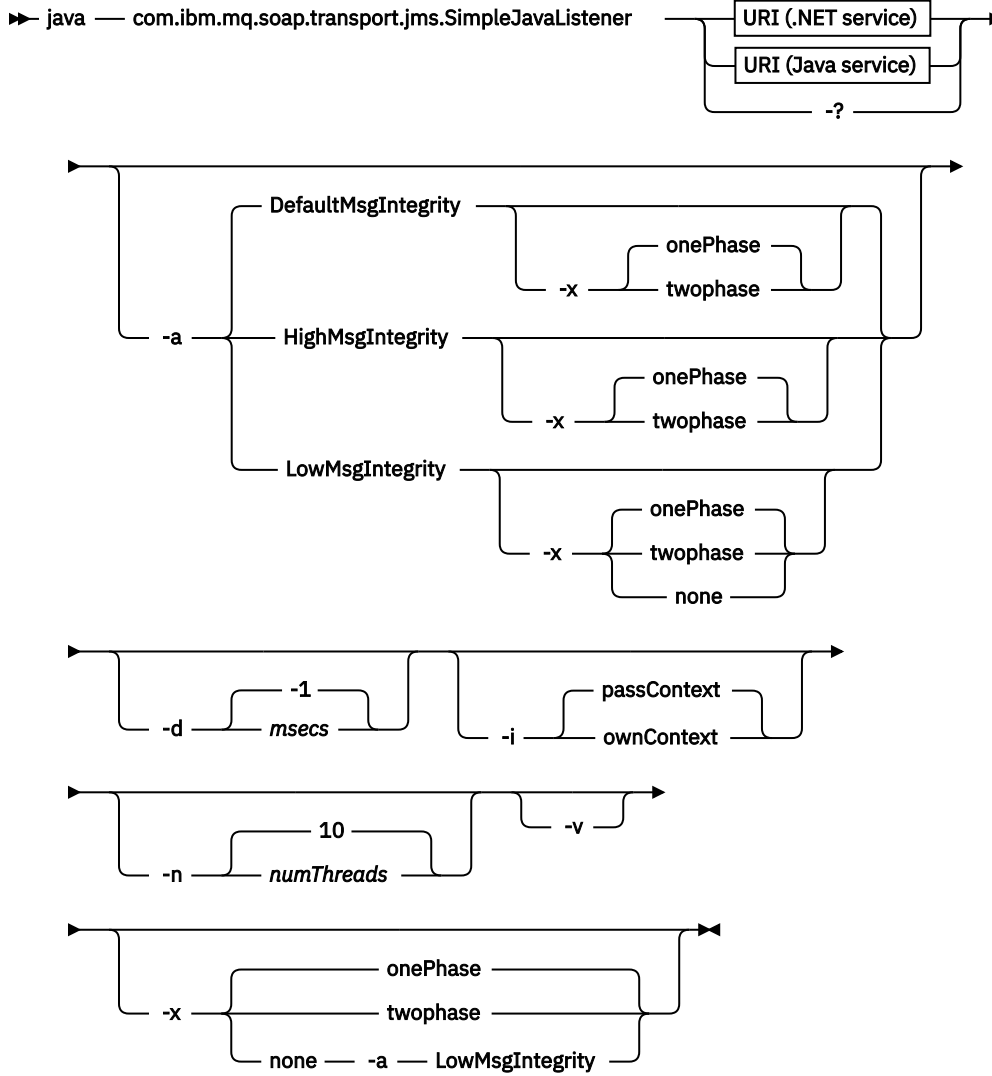 java com.ibm.mq.soap.transport.jms.SimpleJavaListener URI (.NET service)
URI (Java service)
-?
DefaultMsgIntegrity
onePhase
-x twophase
-a HighMsgIntegrity
onePhase
-x twophase
LowMsgIntegrity
onePhase
-x twophase
none
-1
-d msecs
passContext
-i ownContext
10
-n numThreads
-v
onePhase
-x twophase
none -a LowMsgIntegrity